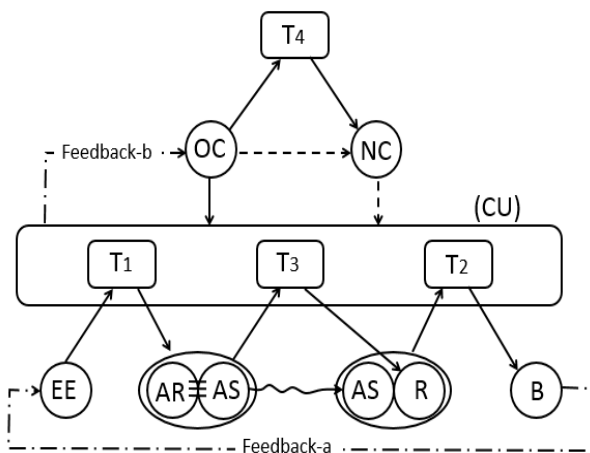 T4
OC
NC
Feedback-b
(CU)
T1
T3
T2
EE
AR≡AS
AS
R
B
Feedback-a